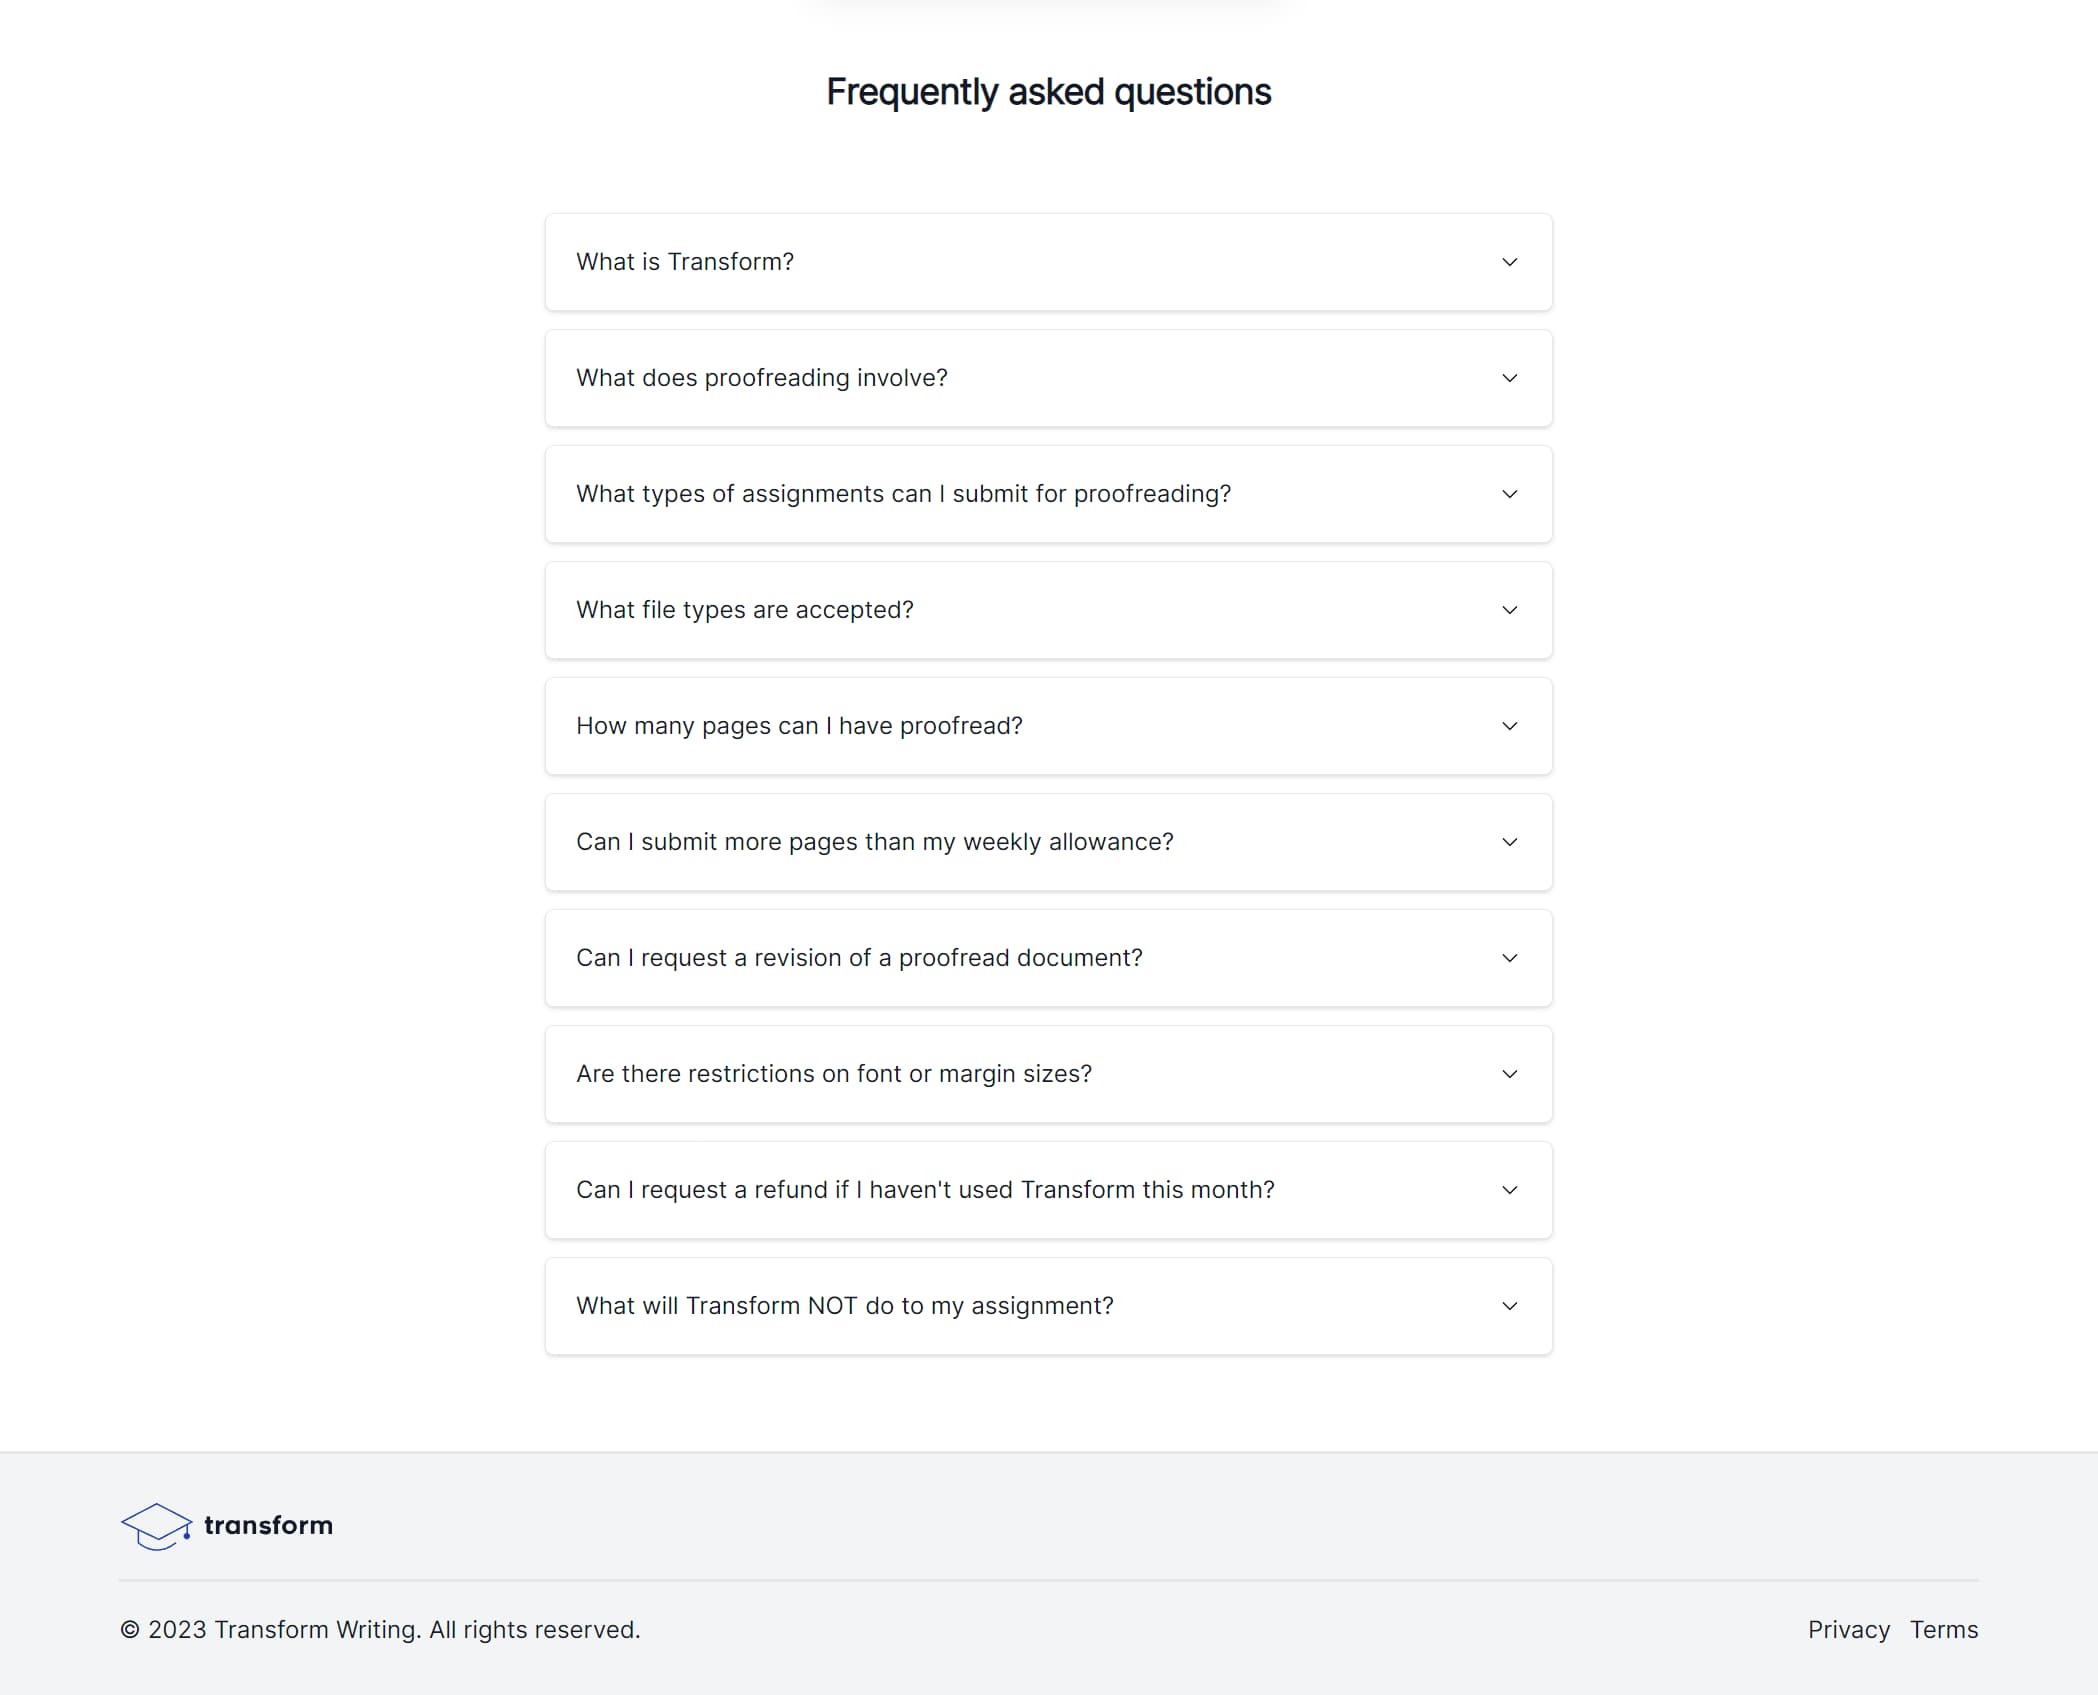 Frequently asked questions
What is Transform?
What does proofreading involve?
What types of assignments can I submit for proofreading?
What file types are accepted?
How many pages can I have proofread?
Can I submit more pages than my weekly allowance?
Can I request a revision of a proofread document?
Are there restrictions on font or margin sizes?
Can I request a refund if I haven't used Transform this month?
What will Transform NOT do to my assignment?
transform
© 2023 Transform Writing. All rights reserved.
Privacy Terms